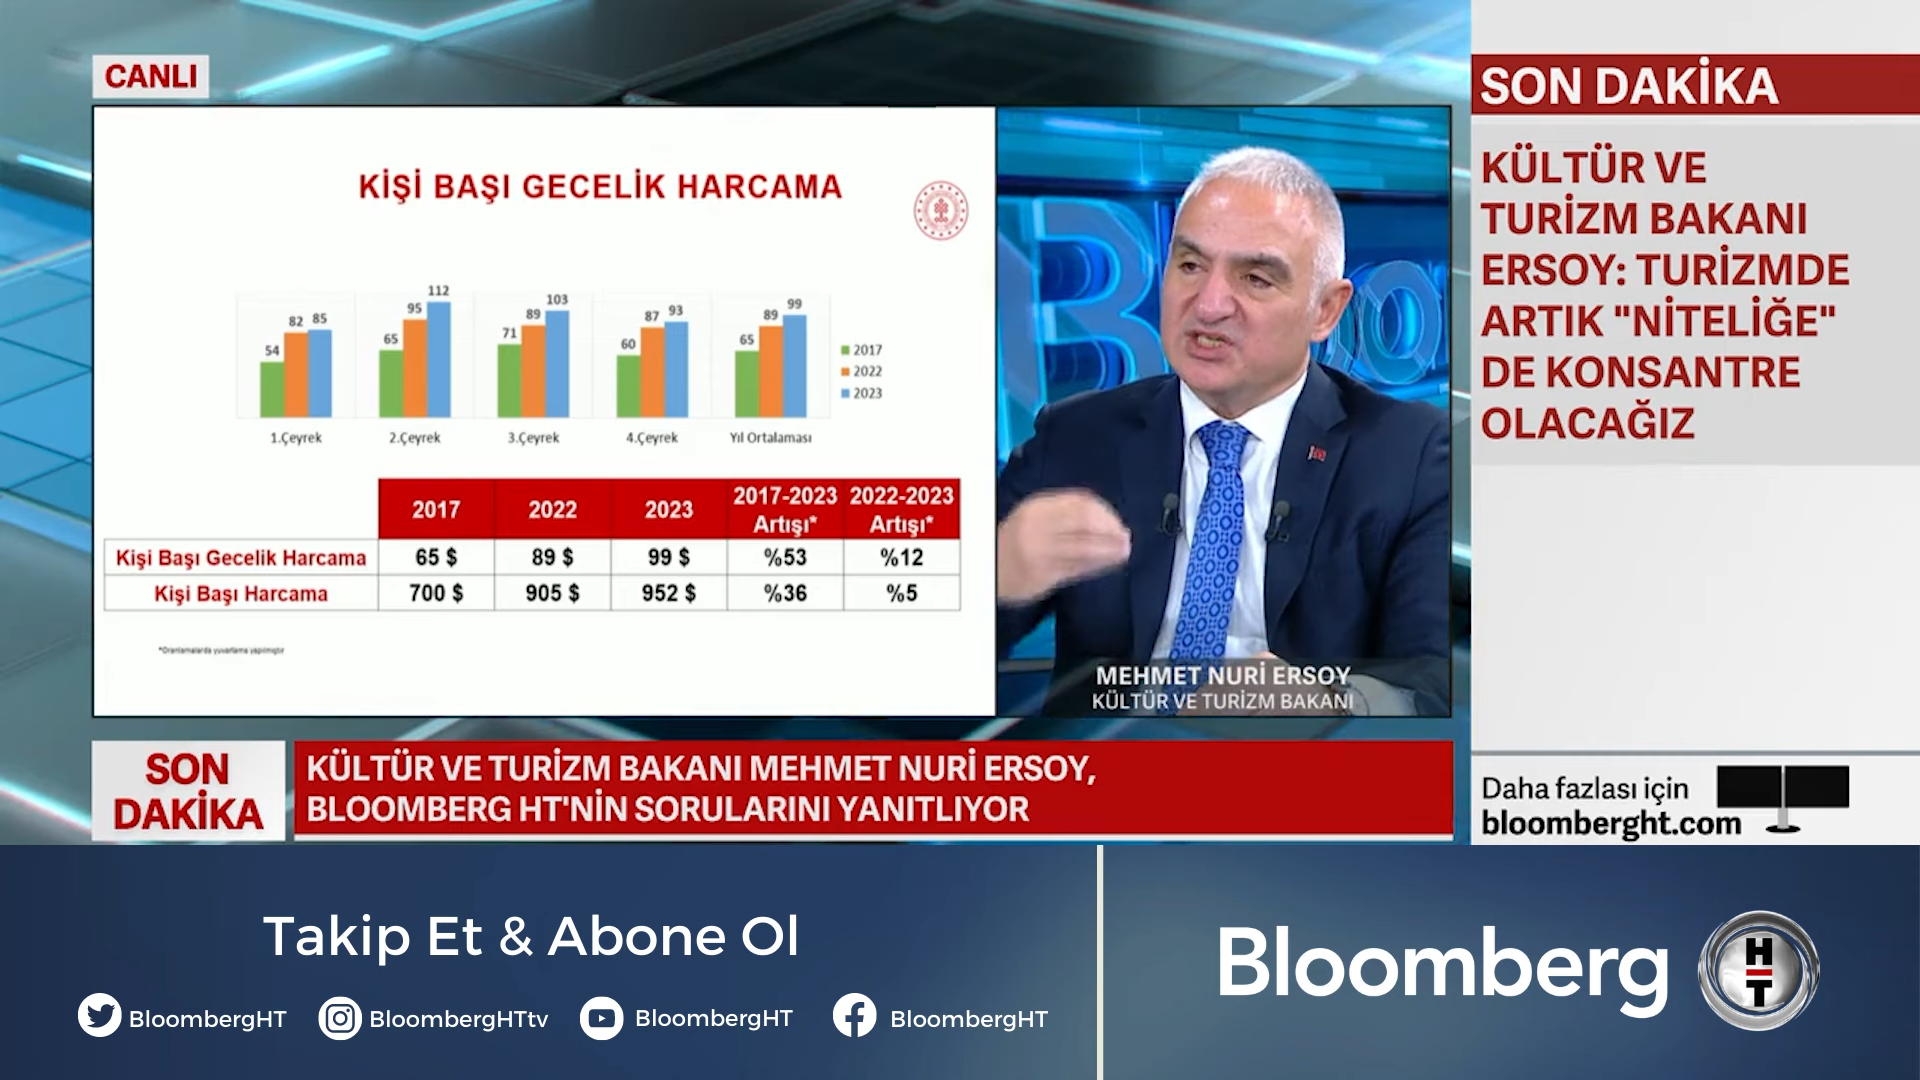 CANLI
KİŞİ BAŞI GECELİK HARCAMA
54 82 85
65 95 112
71 89 103
60 87 93
65 89 99
2017
2022
2023
1.Çeyrek 2.Çeyrek 3.Çeyrek 4.Çeyrek Yıl Ortalaması
2017 2022 2023 2017-2023 Artışı* 2022-2023 Artışı*
Kişi Başı Gecelik Harcama 65 $ 89 $ 99 $ %53 %12
Kişi Başı Harcama 700 $ 905 $ 952 $ %36 %5
*Oranlamalarda yuvarlama yapılmıştır
MEHMET NURİ ERSOY
KÜLTÜR VE TURİZM BAKANI
SON DAKİKA
KÜLTÜR VE
TURİZM BAKANI
ERSOY: TURİZMDE
ARTIK "NİTELİĞE"
DE KONSANTRE
OLACAĞIZ
SON
DAKİKA
KÜLTÜR VE TURİZM BAKANI MEHMET NURİ ERSOY,
BLOOMBERG HT'NİN SORULARINI YANITLIYOR
Daha fazlası için
bloomberght.com
Takip Et & Abone Ol
BloombergHT BloombergHTtv BloombergHT BloombergHT
Bloomberg HT